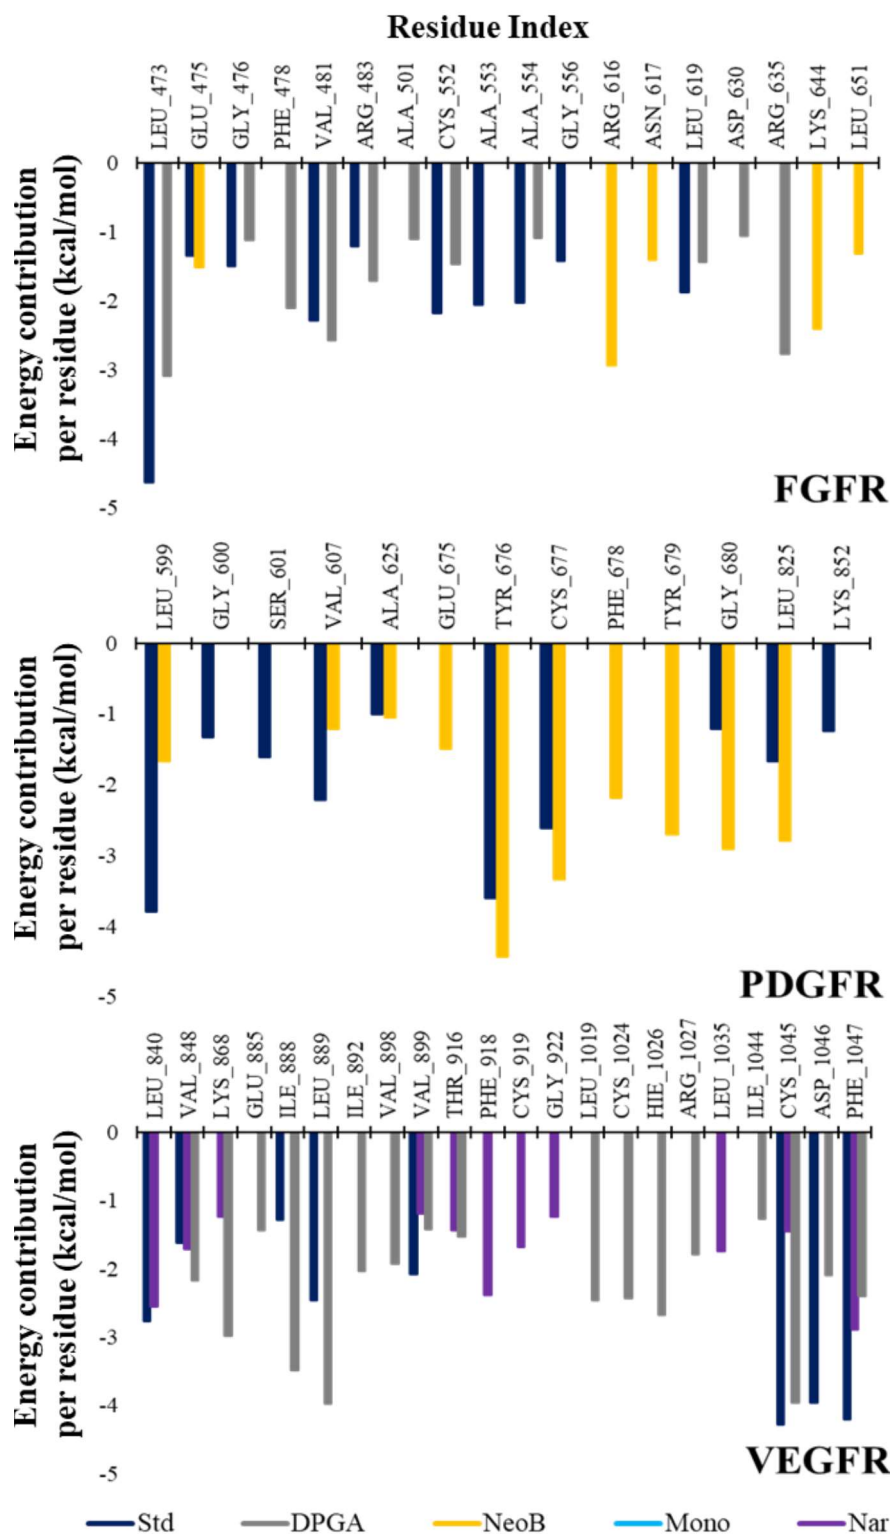 Residue Index
LEU_473
GLU_475
GLY_476
PHE_478
VAL_481
ARG_483
ALA_501
CYS_552
ALA_553
ALA_554
GLY_556
ARG_616
ASN_617
LEU_619
ASP_630
ARG_635
LYS_644
LEU_651
Energy contribution
per residue (kcal/mol)
0
-1
-2
-3
-4
-5
FGFR
LEU_599
GLY_600
SER_601
VAL_607
ALA_625
GLU_675
TYR_676
CYS_677
PHE_678
TYR_679
GLY_680
LEU_825
LYS_852
Energy contribution
per residue (kcal/mol)
0
-1
-2
-3
-4
-5
PDGFR
LEU_840
VAL_848
LYS_868
GLU_885
ILE_888
LEU_889
ILE_892
VAL_898
VAL_899
THR_916
PHE_918
CYS_919
GLY_922
LEU_1019
CYS_1024
HIE_1026
ARG_1027
LEU_1035
ILE_1044
CYS_1045
ASP_1046
PHE_1047
Energy contribution
per residue (kcal/mol)
0
-1
-2
-3
-4
-5
VEGFR
Std
DPGA
NeoB
Mono
Nar